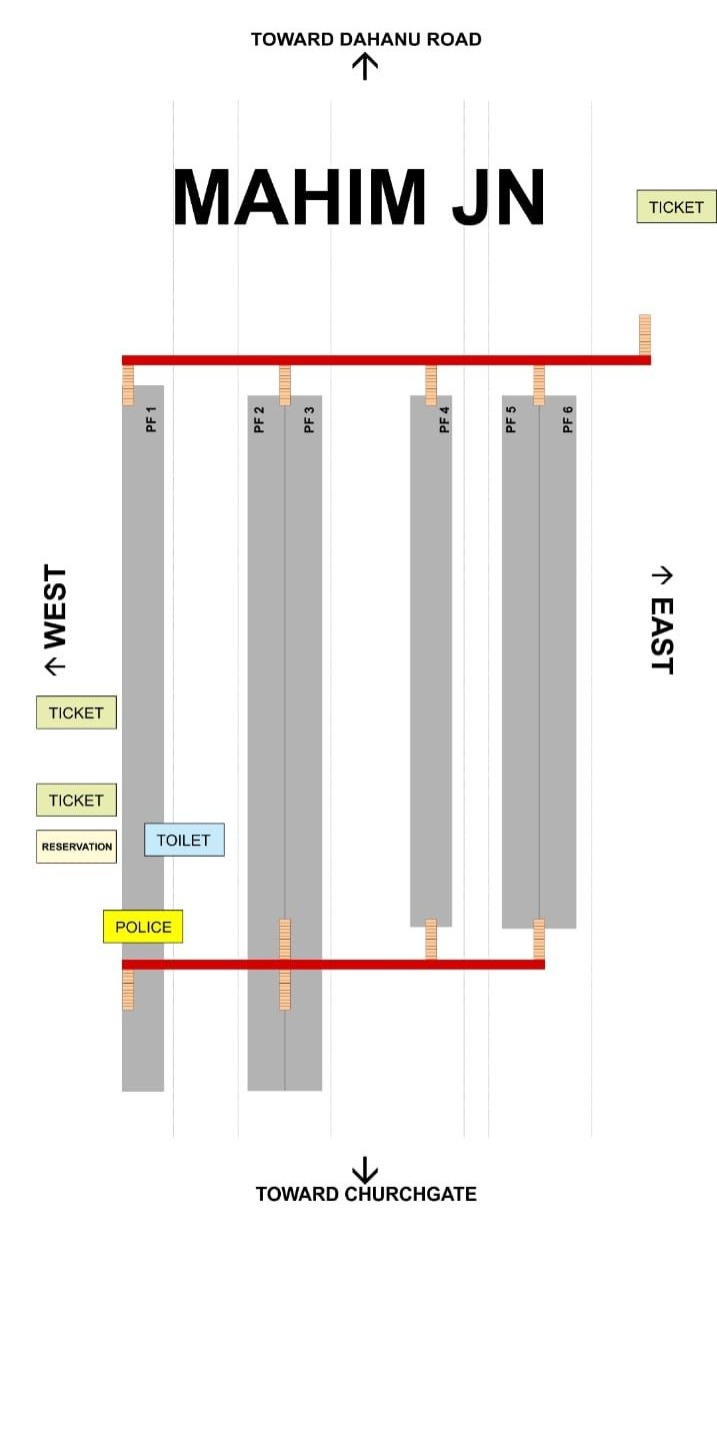 TOWARD DAHANU ROAD
MAHIM JN
TICKET
PF 1
PF 2
PF 3
PF 4
PF 5
PF 6
WEST
EAST
TICKET
TICKET
RESERVATION
TOILET
POLICE
TOWARD CHURCHGATE